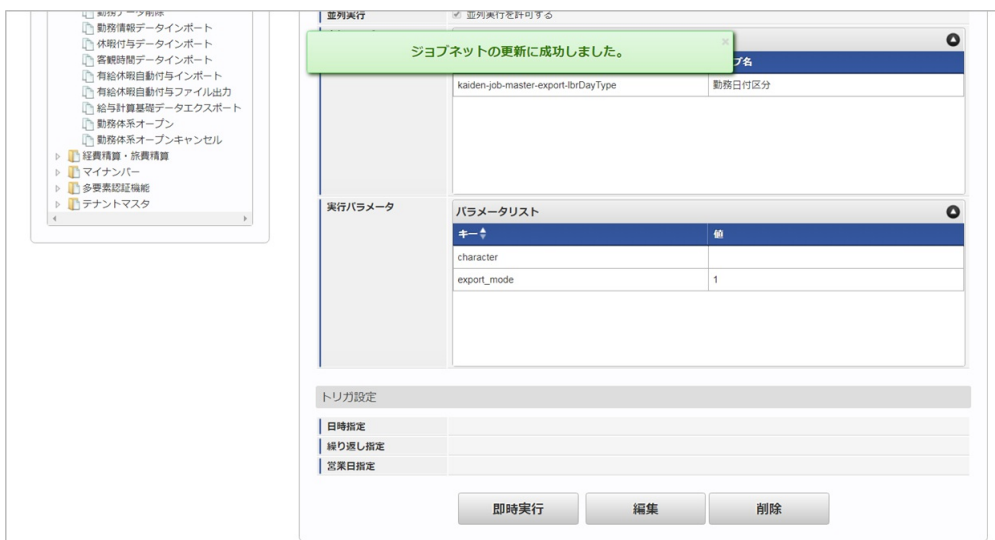 勤務データ削除
勤務情報データインポート
休暇付与データインポート
客観時間データインポート
有給休暇自動付与インポート
有給休暇自動付与ファイル出力
給与計算基礎データエクスポート
勤務体系オープン
勤務体系オープンキャンセル
経費精算・旅費精算
マイナンバー
多要素認証機能
テナントマスタ
並列実行
並列実行を許可する
ジョブネットの更新に成功しました。
ブ名
kaiden-job-master-export-lbrDayType
勤務日付区分
実行パラメータ
パラメータリスト
キー 値
character
export_mode 1
トリガ設定
日時指定
繰り返し指定
営業日指定
即時実行 編集 削除